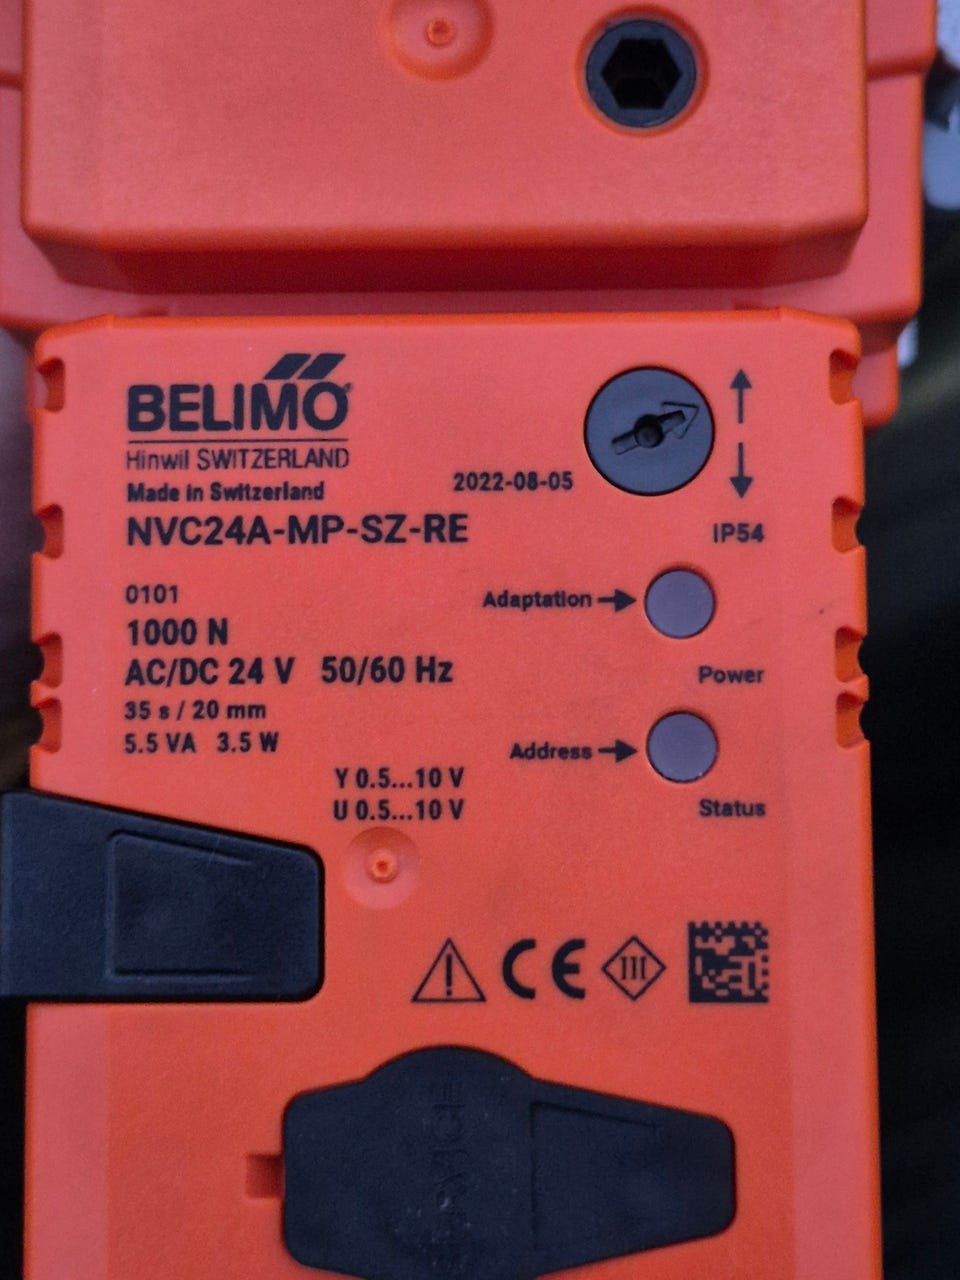 BELIMO
Hinwil SWITZERLAND
Made in Switzerland
2022-08-05
NVC24A-MP-SZ-RE
IP54
0101
Adaptation
1000 N
AC/DC 24 V 50/60 Hz
Power
35 s / 20 mm
5.5 VA 3.5 W
Address
Y 0.5...10 V
U 0.5...10 V
Status
CE
III